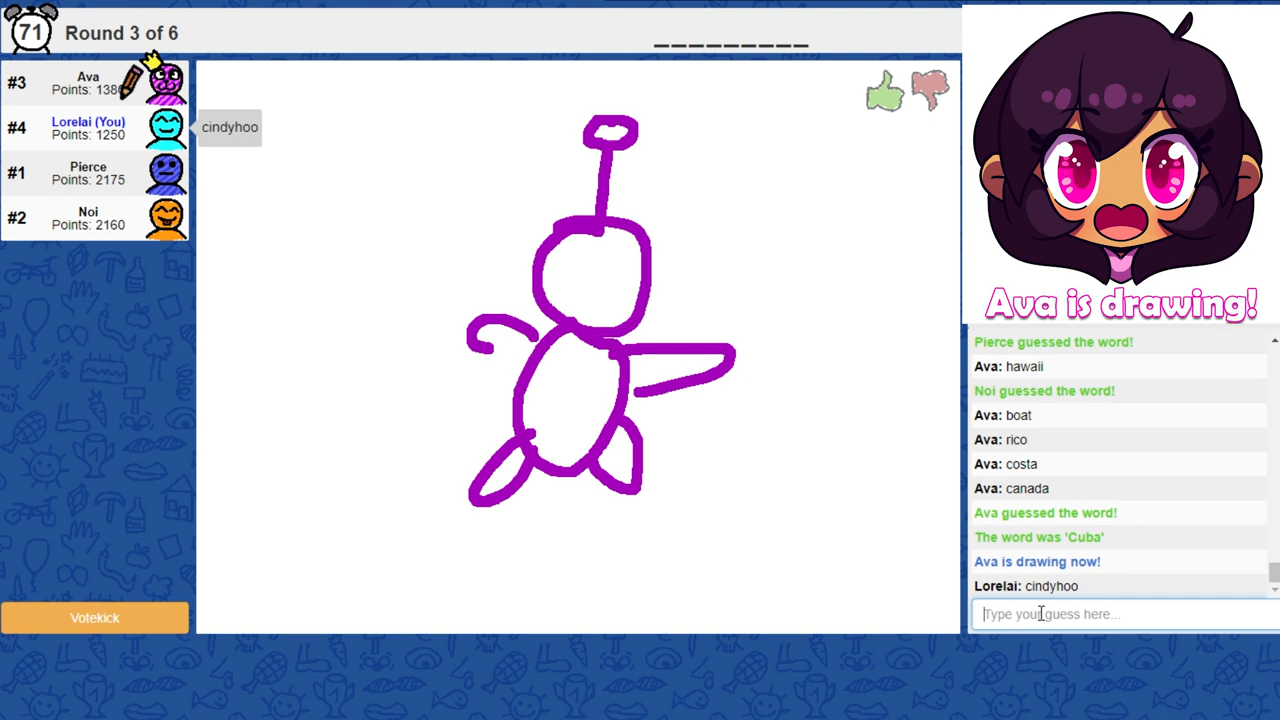 71
Round 3 of 6
_ _ _ _ _ _ _ _ _
#3
Ava
Points: 1380
#4
Lorelai (You)
Points: 1250
cindyhoo
#1
Pierce
Points: 2175
#2
Noi
Points: 2160
Votekick
Ava is drawing!
Pierce guessed the word!
Ava: hawaii
Noi guessed the word!
Ava: boat
Ava: rico
Ava: costa
Ava: canada
Ava guessed the word!
The word was 'Cuba'
Ava is drawing now!
Lorelai: cindyhoo
Type your guess here...